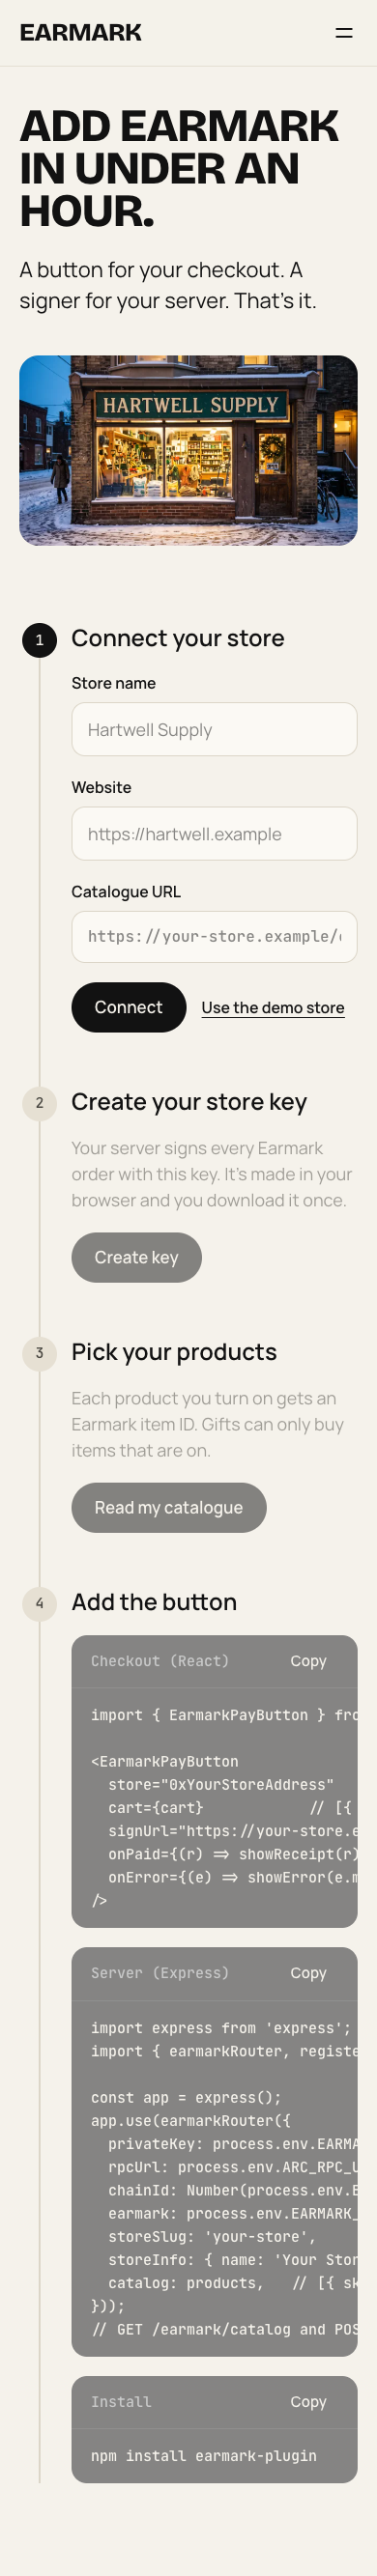 EARMARK
ADD EARMARK
IN UNDER AN
HOUR.
A button for your checkout. A
signer for your server. That's it.
HARTWELL SUPPLY
1
Connect your store
Store name
Hartwell Supply
Website
https://hartwell.example
Catalogue URL
https://your-store.example/
Connect
Use the demo store
2
Create your store key
Your server signs every Earmark
order with this key. It's made in your
browser and you download it once.
Create key
3
Pick your products
Each product you turn on gets an
Earmark item ID. Gifts can only buy
items that are on.
Read my catalogue
4
Add the button
Checkout (React)
Copy
import { EarmarkPayButton } fro
<EarmarkPayButton
store="0xYourStoreAddress"
cart={cart} // [{
signUrl="https://your-store.e
onPaid={(r) => showReceipt(r)
onError={(e) => showError(e.m
/>
Server (Express)
Copy
import express from 'express';
import { earmarkRouter, registe
const app = express();
app.use(earmarkRouter({
privateKey: process.env.EARMA
rpcUrl: process.env.ARC_RPC_U
chainId: Number(process.env.E
earmark: process.env.EARMARK_
storeSlug: 'your-store',
storeInfo: { name: 'Your Stor
catalog: products, // [{ sk
}));
// GET /earmark/catalog and POS
Install
Copy
npm install earmark-plugin